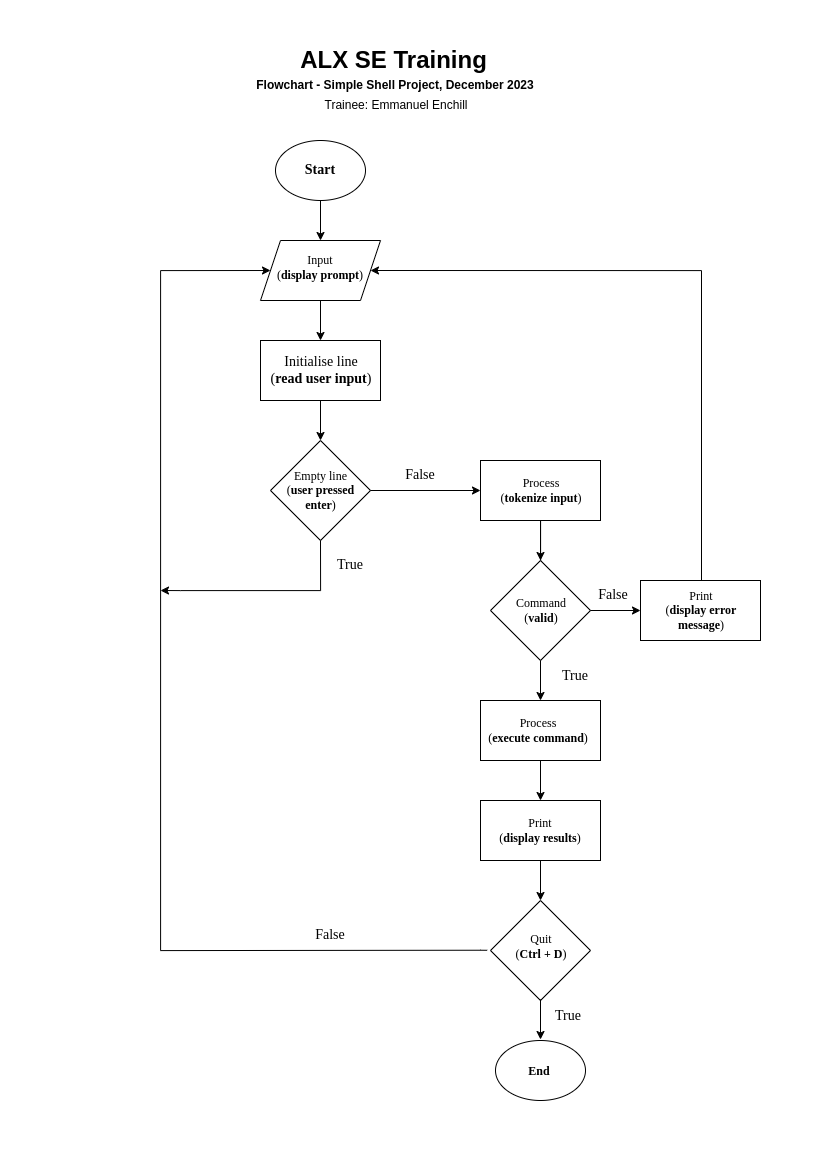 ALX SE Training
Flowchart - Simple Shell Project, December 2023
Trainee: Emmanuel Enchill
Start
Input
(display prompt)
Initialise line
(read user input)
Empty line
(user pressed
enter)
False
True
Process
(tokenize input)
Command
(valid)
False
Print
(display error
message)
True
Process
(execute command)
Print
(display results)
Quit
(Ctrl + D)
False
True
End